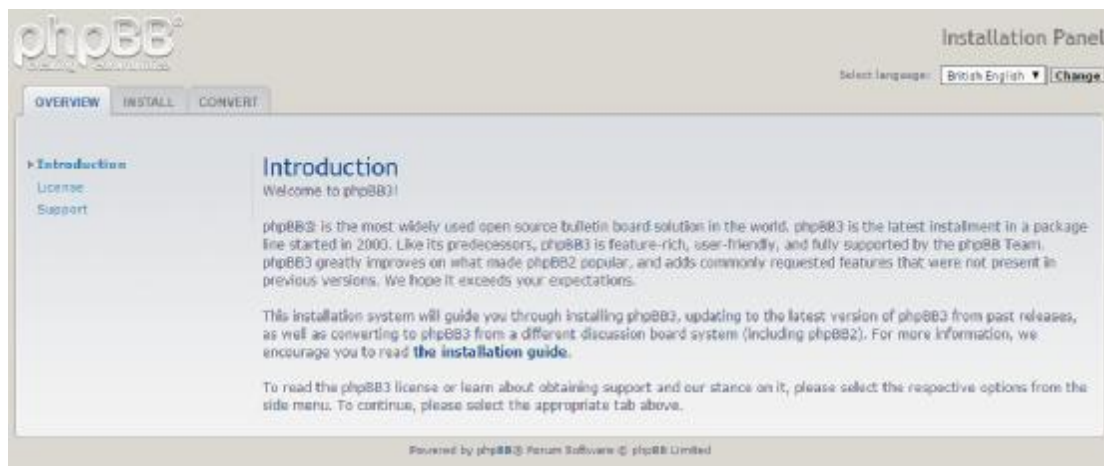 phpBB®
Installation Panel
Select language: British English Change
OVERVIEW INSTALL CONVERT
Introduction
License
Support
Introduction
Welcome to phpBB3!
phpBB® is the most widely used open source bulletin board solution in the world. phpBB3 is the latest installment in a package
line started in 2000. Like its predecessors, phpBB3 is feature-rich, user-friendly, and fully supported by the phpBB Team.
phpBB3 greatly improves on what made phpBB2 popular, and adds commonly requested features that were not present in
previous versions. We hope it exceeds your expectations.
This installation system will guide you through installing phpBB3, updating to the latest version of phpBB3 from past releases,
as well as converting to phpBB3 from a different discussion board system (including phpBB2). For more information, we
encourage you to read the installation guide.
To read the phpBB3 license or learn about obtaining support and our stance on it, please select the respective options from the
side menu. To continue, please select the appropriate tab above.
Powered by phpBB® Forum Software © phpBB Limited